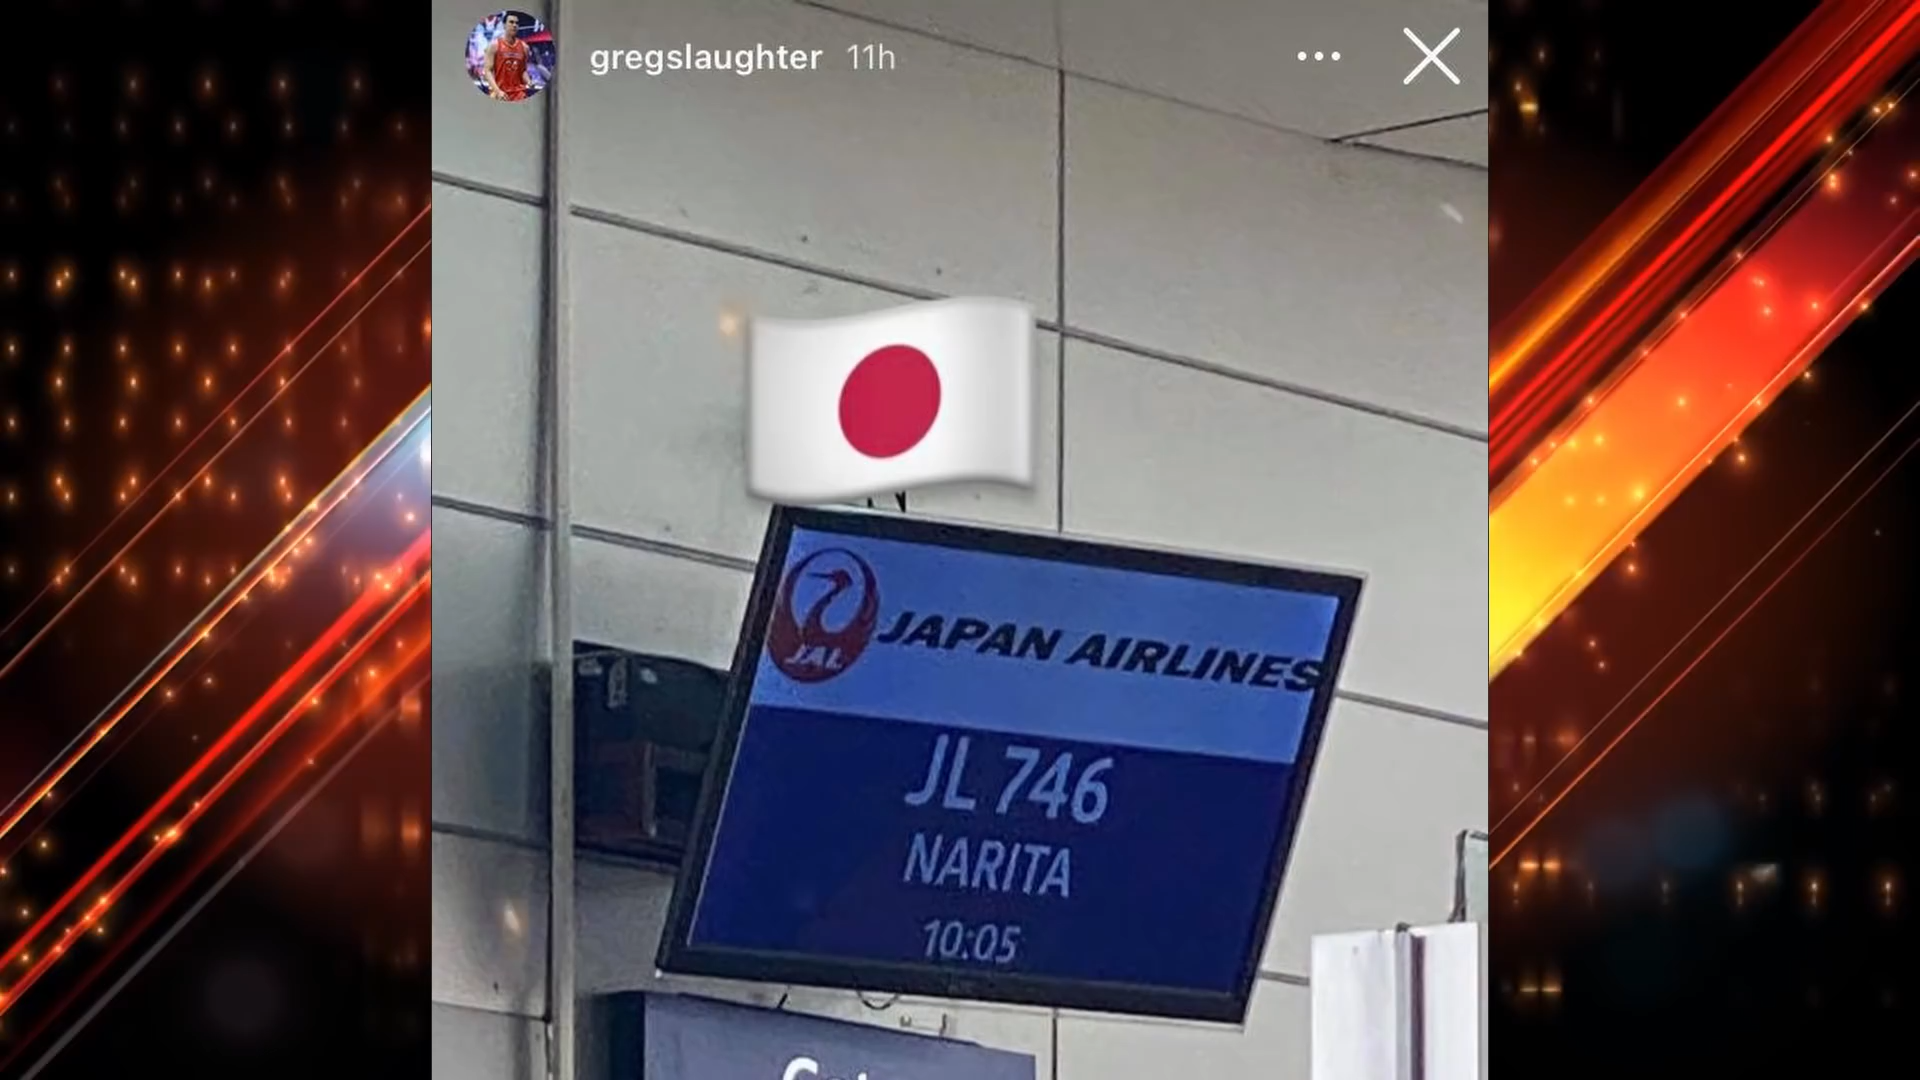 gregslaughter 11h
JAL JAPAN AIRLINES
JL 746
NARITA
10:05